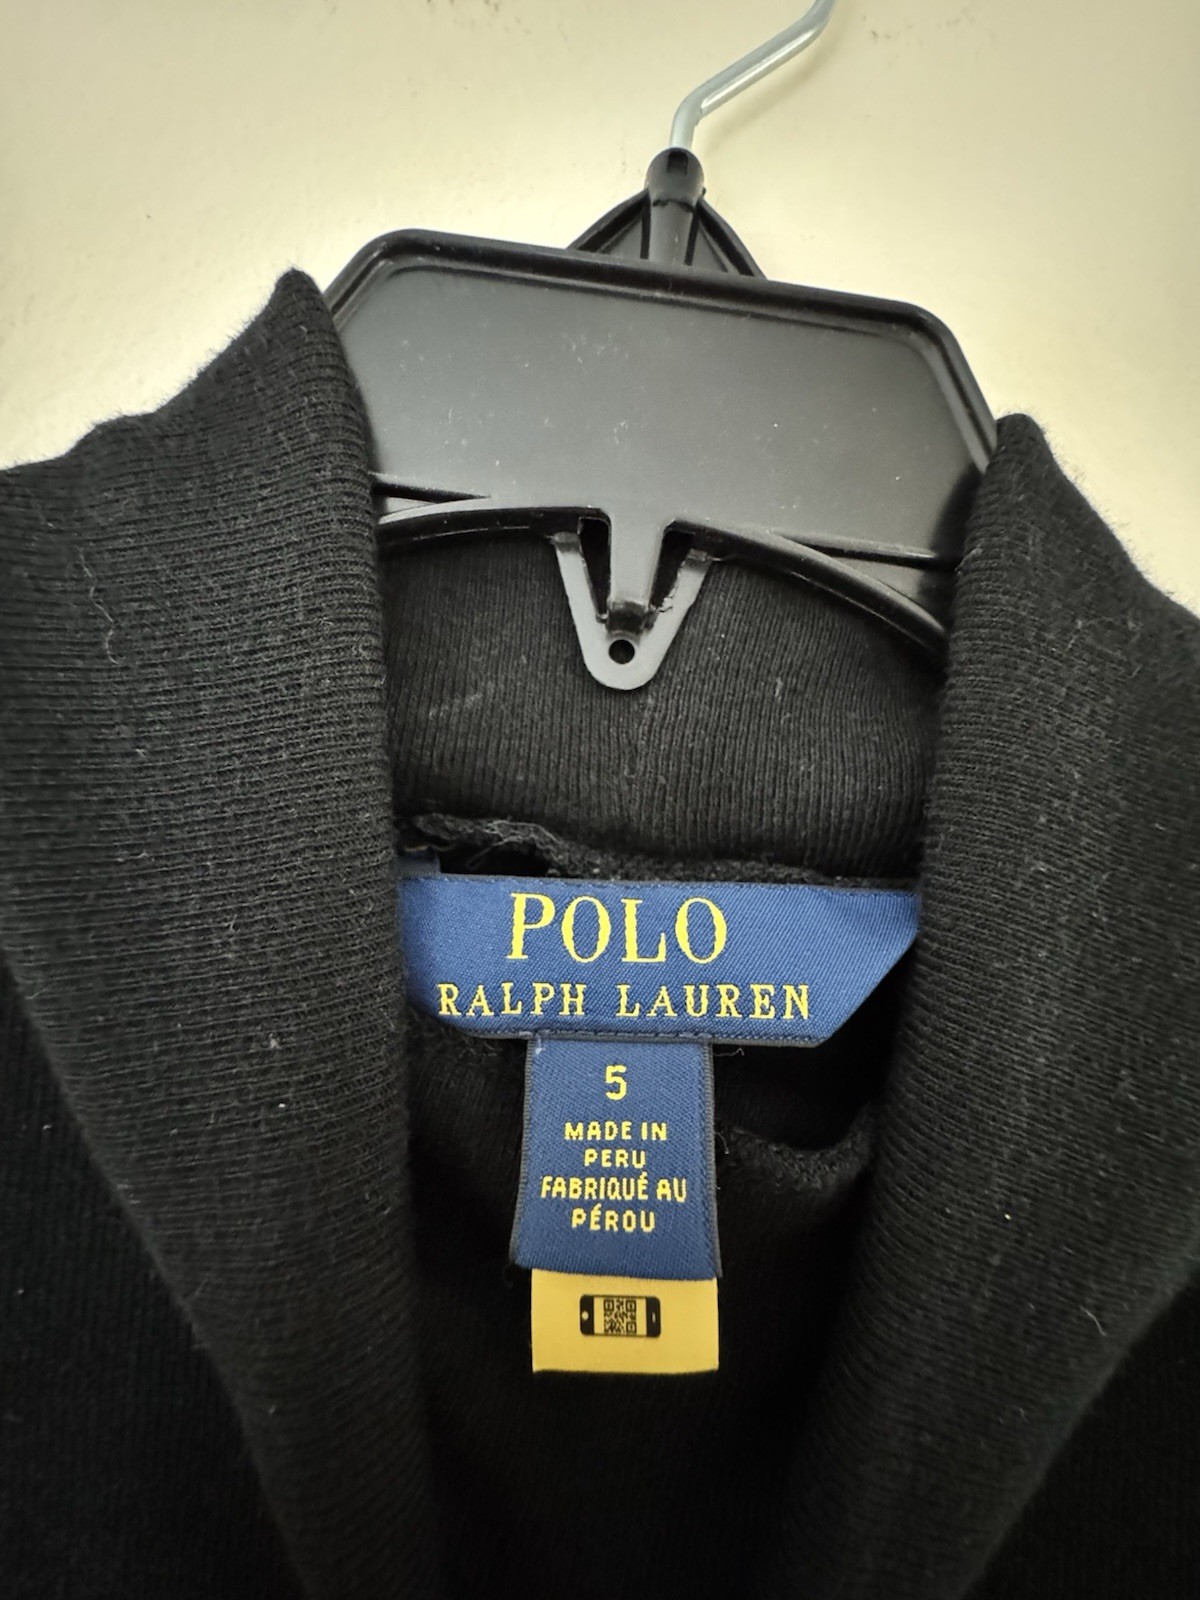 POLO
RALPH LAUREN
5
MADE IN
PERU
FABRIQUÉ AU
PÉROU